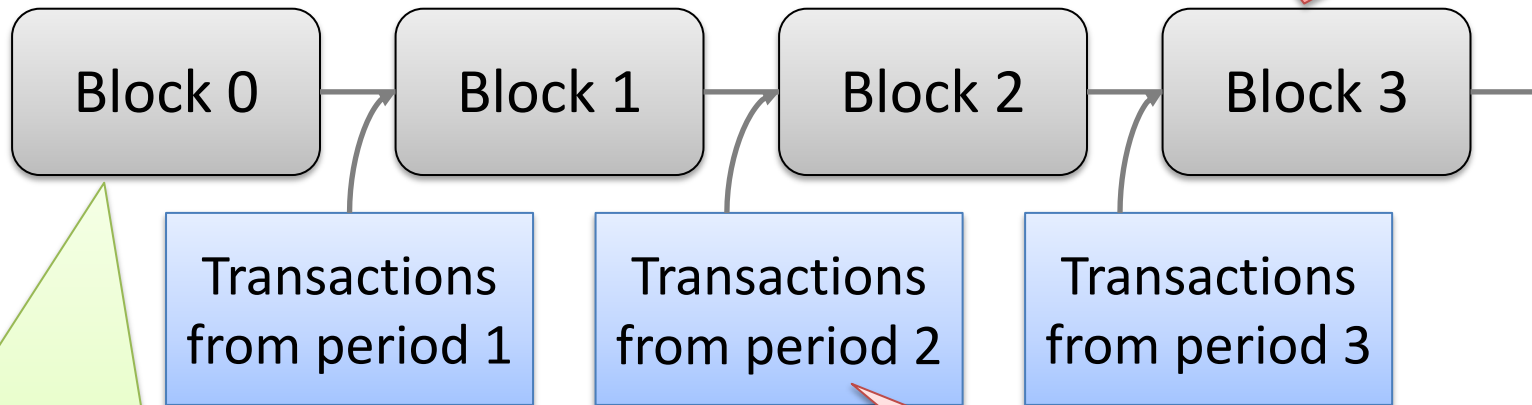 Block 0
Block 1
Block 2
Block 3
Transactions
from period 1
Transactions
from period 2
Transactions
from period 3